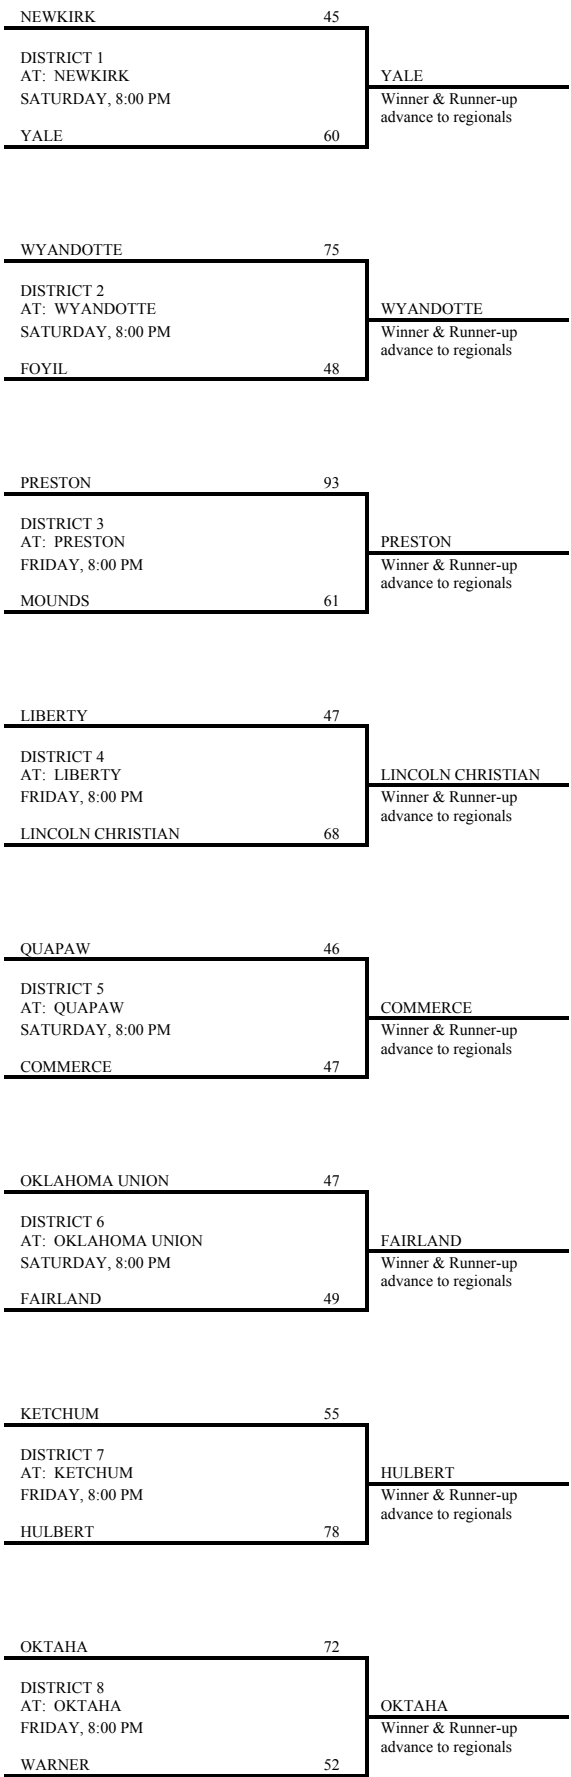 NEWKIRK 45
DISTRICT 1
AT: NEWKIRK
YALE
SATURDAY, 8:00 PM
Winner & Runner-up
advance to regionals
YALE 60
WYANDOTTE 75
DISTRICT 2
AT: WYANDOTTE
WYANDOTTE
SATURDAY, 8:00 PM
Winner & Runner-up
advance to regionals
FOYIL 48
PRESTON 93
DISTRICT 3
AT: PRESTON
PRESTON
FRIDAY, 8:00 PM
Winner & Runner-up
advance to regionals
MOUNDS 61
LIBERTY 47
DISTRICT 4
AT: LIBERTY
LINCOLN CHRISTIAN
FRIDAY, 8:00 PM
Winner & Runner-up
advance to regionals
LINCOLN CHRISTIAN 68
QUAPAW 46
DISTRICT 5
AT: QUAPAW
COMMERCE
SATURDAY, 8:00 PM
Winner & Runner-up
advance to regionals
COMMERCE 47
OKLAHOMA UNION 47
DISTRICT 6
AT: OKLAHOMA UNION
FAIRLAND
SATURDAY, 8:00 PM
Winner & Runner-up
advance to regionals
FAIRLAND 49
KETCHUM 55
DISTRICT 7
AT: KETCHUM
HULBERT
FRIDAY, 8:00 PM
Winner & Runner-up
advance to regionals
HULBERT 78
OKTAHA 72
DISTRICT 8
AT: OKTAHA
OKTAHA
FRIDAY, 8:00 PM
Winner & Runner-up
advance to regionals
WARNER 52